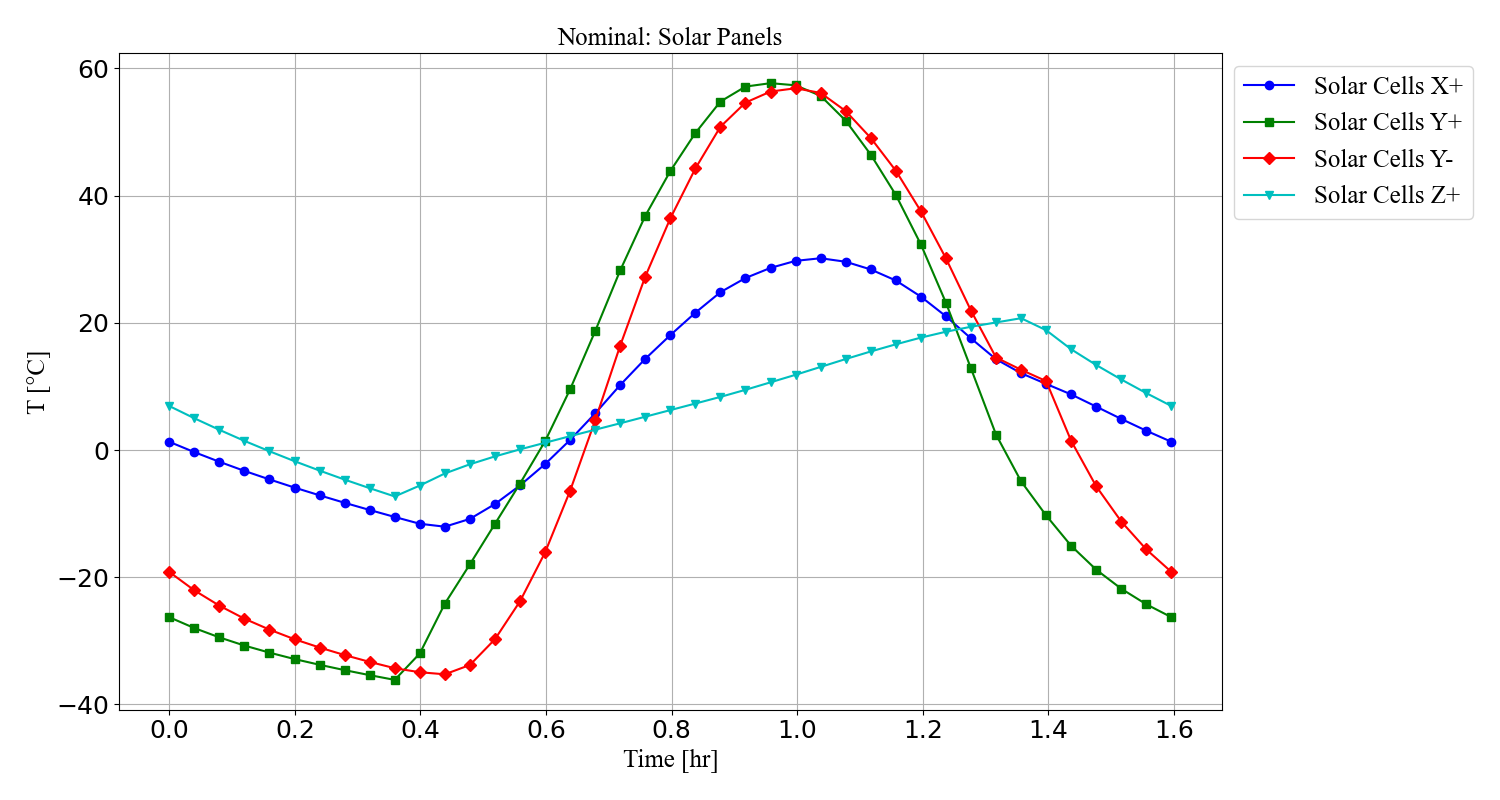 Nominal: Solar Panels
60
40
20
0
−20
−40
T [°C]
0.0 0.2 0.4 0.6 0.8 1.0 1.2 1.4 1.6
Time [hr]
Solar Cells X+
Solar Cells Y+
Solar Cells Y-
Solar Cells Z+